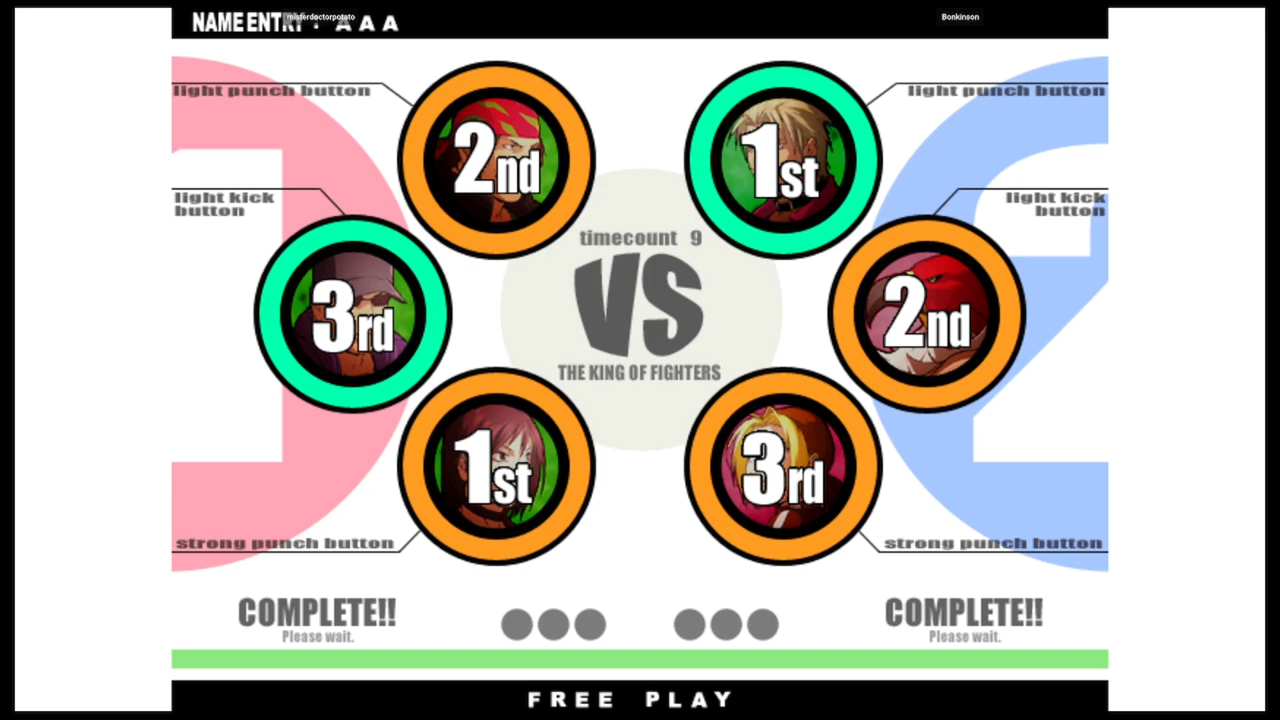 NAME ENTRY : AAA
misterdoctorpotato
Bonkinson
light punch button
light punch button
2nd
1st
light kick
button
light kick
button
timecount 9
VS
THE KING OF FIGHTERS
3rd
2nd
1st
3rd
strong punch button
strong punch button
COMPLETE!!
Please wait.
COMPLETE!!
Please wait.
FREE PLAY